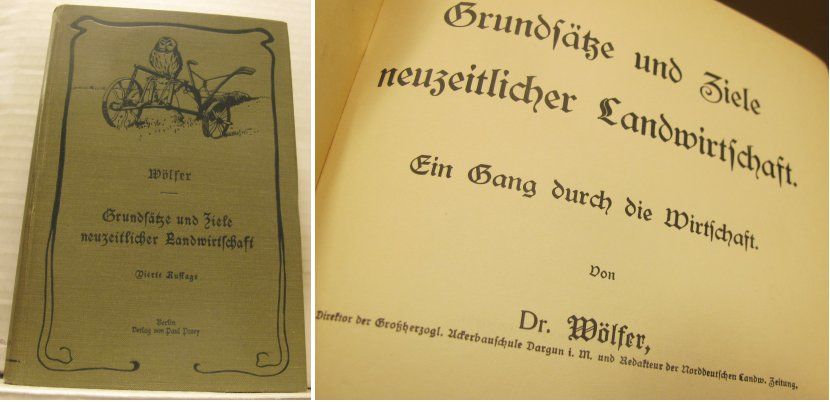 Wölfer
Grundsätze und Ziele
neuzeitlicher Landwirtschaft
Vierte Auflage
Berlin
Verlag von Paul Parey
Grundsätze und Ziele
neuzeitlicher Landwirtschaft.
Ein Gang durch die Wirtschaft.
Von
Dr. Wölfer,
Direktor der Großherzogl. Ackerbauschule Dargun i. M. und Redakteur der Norddeutschen Landw. Zeitung.